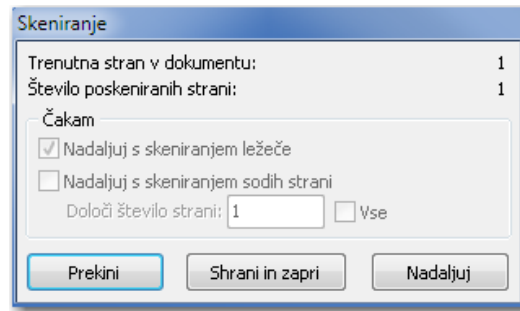 Skeniranje
Trenutna stran v dokumentu: 1
Število poskeniranih strani: 1
Čakam
Nadaljuj s skeniranjem ležeče
Nadaljuj s skeniranjem sodih strani
Določi število strani: 1 Vse
Prekini Shrani in zapri Nadaljuj